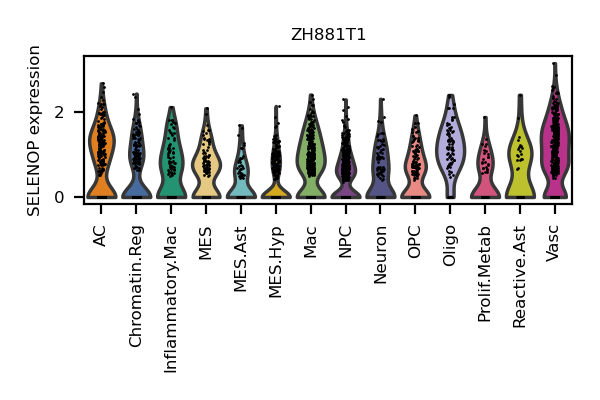 ZH881T1
SELENOP expression
2
0
AC
Chromatin.Reg
Inflammatory.Mac
MES
MES.Ast
MES.Hyp
Mac
NPC
Neuron
OPC
Oligo
Prolif.Metab
Reactive.Ast
Vasc